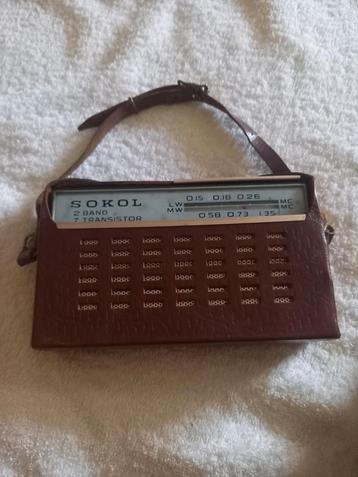 SOKOL
2 BAND
7 TRANSISTOR
LW 0.15 0.18 0.26 MC
MW 0.58 0.73 1.35 MC